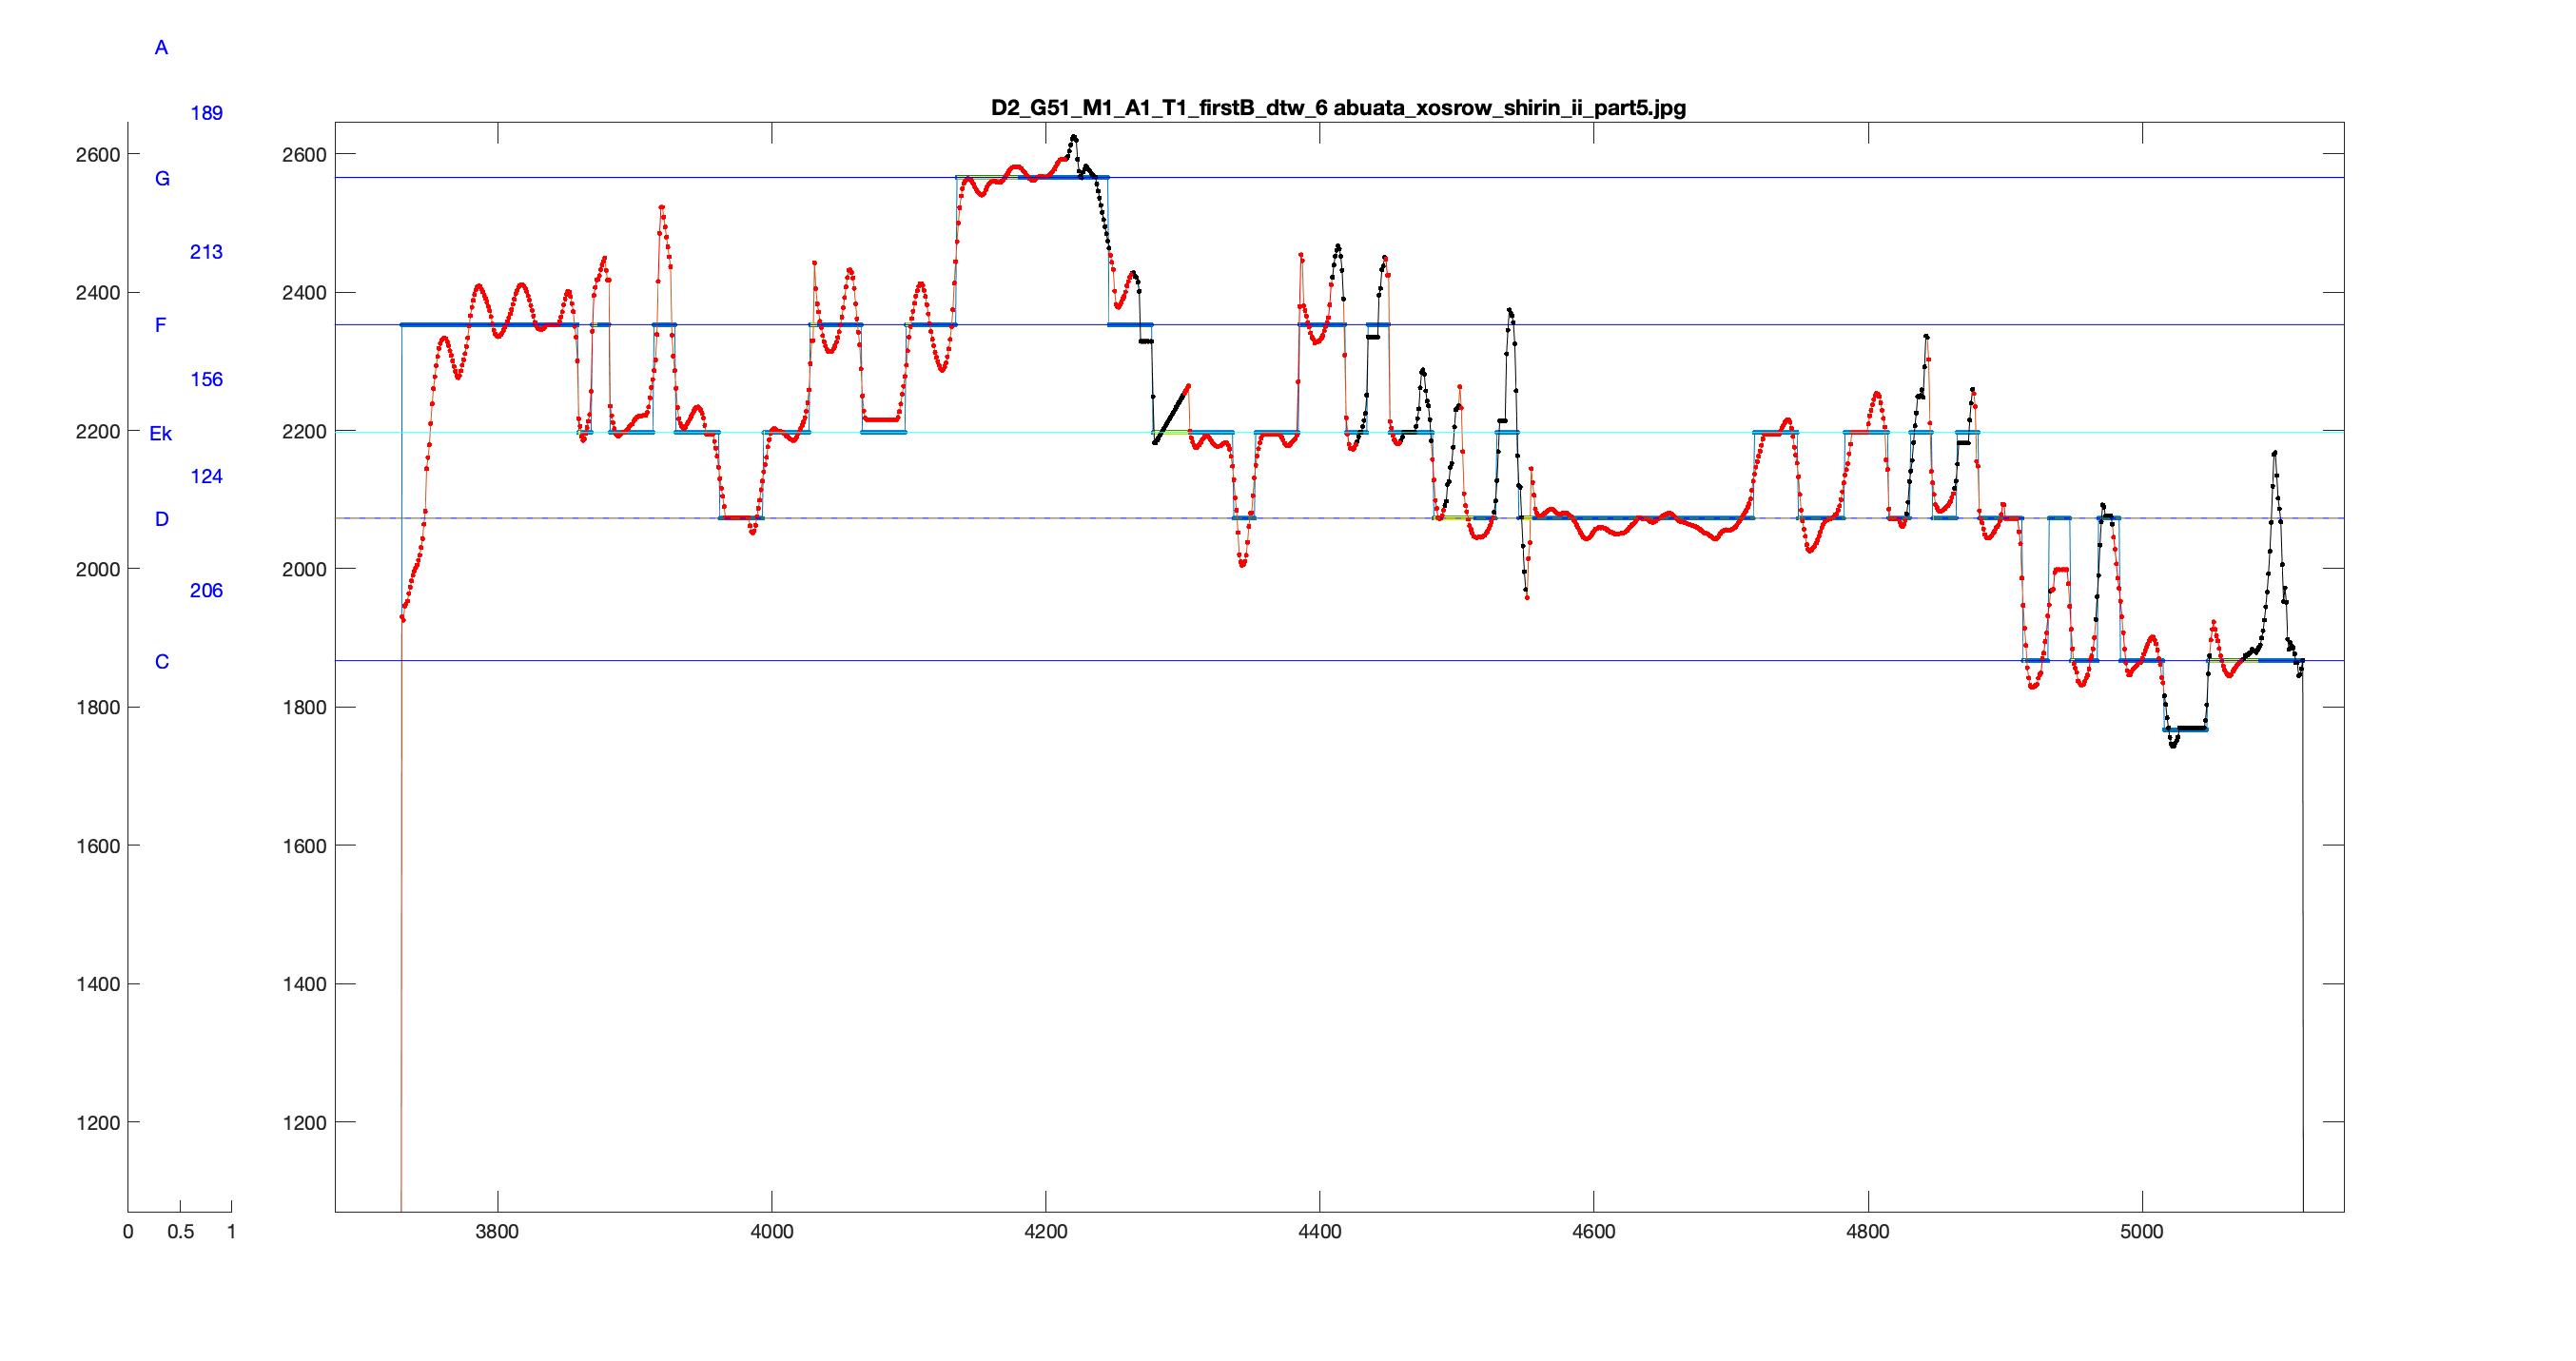 A
189
D2_G51_M1_A1_T1_firstB_dtw_6 abuata_xosrow_shirin_ii_part5.jpg
2600 2600
G
213
2400 2400
F
156
2200 Ek 2200
124
D
2000 2000
206
C
1800 1800
1600 1600
1400 1400
1200 1200
0 0.5 1 3800 4000 4200 4400 4600 4800 5000